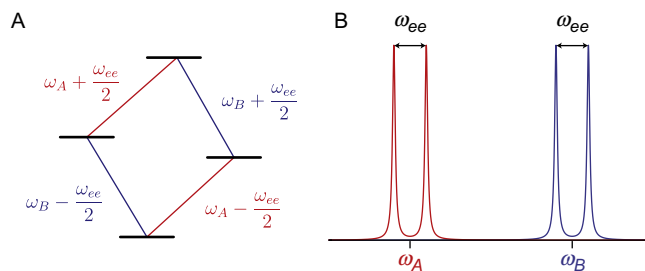 A
ω_A + ω_ee/2
ω_B + ω_ee/2
ω_B − ω_ee/2
ω_A − ω_ee/2
B
ω_ee
ω_ee
ω_A
ω_B